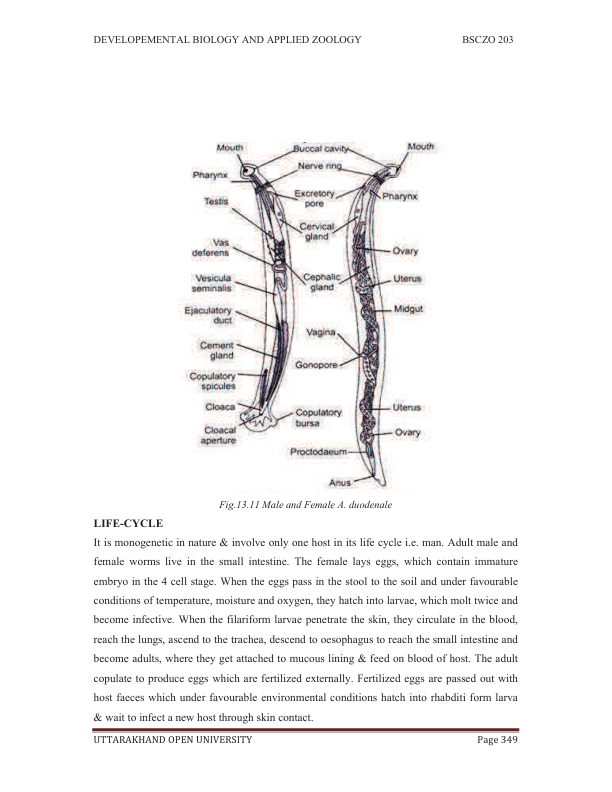 DEVELOPEMENTAL BIOLOGY AND APPLIED ZOOLOGY BSCZO 203
Mouth
Buccal cavity
Mouth
Nerve ring
Pharynx
Excretory
pore
Pharynx
Testis
Cervical
gland
Vas
deferens
Ovary
Cephalic
gland
Vesicula
seminalis
Uterus
Ejaculatory
duct
Midgut
Vagina
Cement
gland
Gonopore
Copulatory
spicules
Cloaca
Copulatory
bursa
Uterus
Cloacal
aperture
Ovary
Proctodaeum
Anus
Fig.13.11 Male and Female A. duodenale
LIFE-CYCLE
It is monogenetic in nature & involve only one host in its life cycle i.e. man. Adult male and
female worms live in the small intestine. The female lays eggs, which contain immature
embryo in the 4 cell stage. When the eggs pass in the stool to the soil and under favourable
conditions of temperature, moisture and oxygen, they hatch into larvae, which molt twice and
become infective. When the filariform larvae penetrate the skin, they circulate in the blood,
reach the lungs, ascend to the trachea, descend to oesophagus to reach the small intestine and
become adults, where they get attached to mucous lining & feed on blood of host. The adult
copulate to produce eggs which are fertilized externally. Fertilized eggs are passed out with
host faeces which under favourable environmental conditions hatch into rhabditi form larva
& wait to infect a new host through skin contact.
UTTARAKHAND OPEN UNIVERSITY Page 349